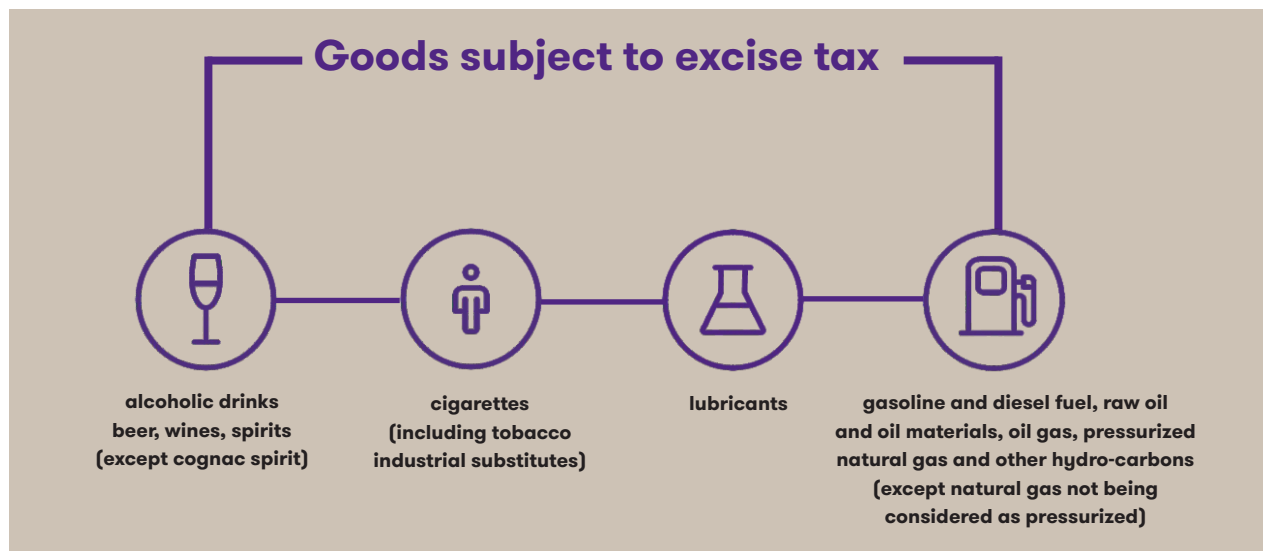 Goods subject to excise tax
alcoholic drinks
beer, wines, spirits
(except cognac spirit)
cigarettes
(including tobacco
industrial substitutes)
lubricants
gasoline and diesel fuel, raw oil
and oil materials, oil gas, pressurized
natural gas and other hydro-carbons
(except natural gas not being
considered as pressurized)